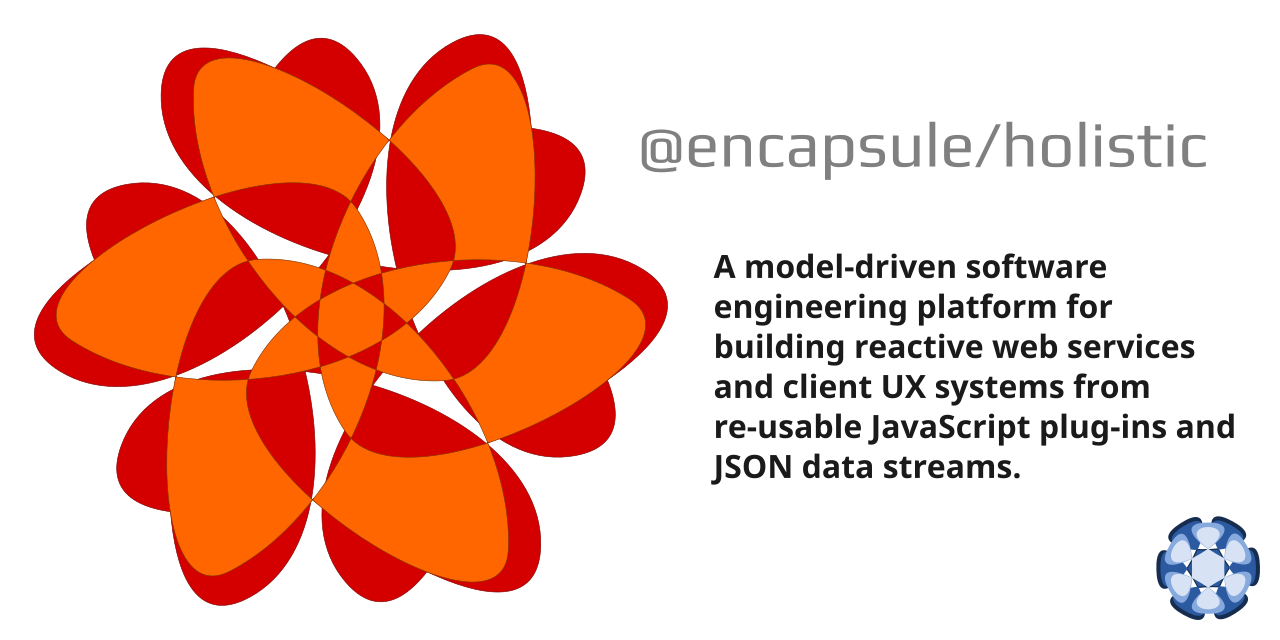 @encapsule/holistic
A model-driven software
engineering platform for
building reactive web services
and client UX systems from
re-usable JavaScript plug-ins and
JSON data streams.